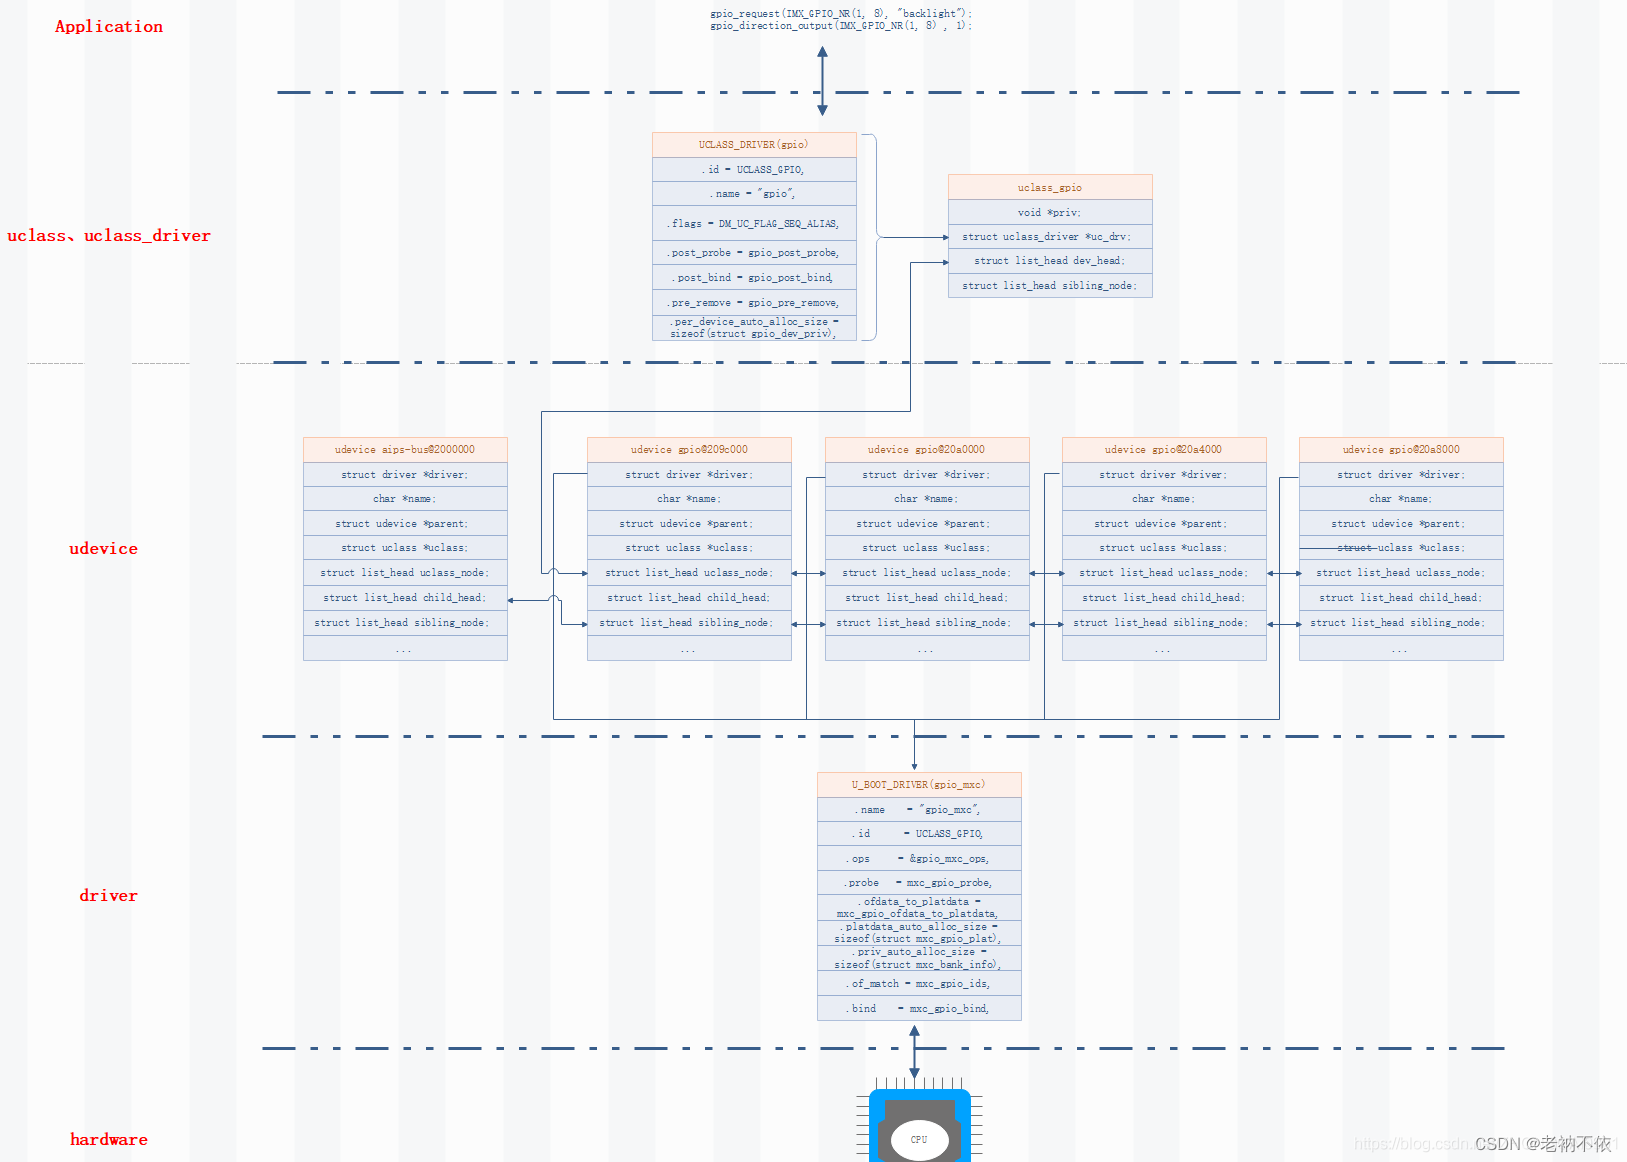 Application
gpio_request(IMX_GPIO_NR(1, 8), "backlight");
gpio_direction_output(IMX_GPIO_NR(1, 8) , 1);
uclass、uclass_driver
UCLASS_DRIVER(gpio)
.id = UCLASS_GPIO,
.name = "gpio",
.flags = DM_UC_FLAG_SEQ_ALIAS,
.post_probe = gpio_post_probe,
.post_bind = gpio_post_bind,
.pre_remove = gpio_pre_remove,
.per_device_auto_alloc_size =
sizeof(struct gpio_dev_priv),
uclass_gpio
void *priv;
struct uclass_driver *uc_drv;
struct list_head dev_head;
struct list_head sibling_node;
udevice
udevice aips-bus@2000000
struct driver *driver;
char *name;
struct udevice *parent;
struct uclass *uclass;
struct list_head uclass_node;
struct list_head child_head;
struct list_head sibling_node;
...
udevice gpio@209c000
struct driver *driver;
char *name;
struct udevice *parent;
struct uclass *uclass;
struct list_head uclass_node;
struct list_head child_head;
struct list_head sibling_node;
...
udevice gpio@20a0000
struct driver *driver;
char *name;
struct udevice *parent;
struct uclass *uclass;
struct list_head uclass_node;
struct list_head child_head;
struct list_head sibling_node;
...
udevice gpio@20a4000
struct driver *driver;
char *name;
struct udevice *parent;
struct uclass *uclass;
struct list_head uclass_node;
struct list_head child_head;
struct list_head sibling_node;
...
udevice gpio@20a8000
struct driver *driver;
char *name;
struct udevice *parent;
struct uclass *uclass;
struct list_head uclass_node;
struct list_head child_head;
struct list_head sibling_node;
...
driver
U_BOOT_DRIVER(gpio_mxc)
.name = "gpio_mxc",
.id = UCLASS_GPIO,
.ops = &gpio_mxc_ops,
.probe = mxc_gpio_probe,
.ofdata_to_platdata =
mxc_gpio_ofdata_to_platdata,
.platdata_auto_alloc_size =
sizeof(struct mxc_gpio_plat),
.priv_auto_alloc_size =
sizeof(struct mxc_bank_info),
.of_match = mxc_gpio_ids,
.bind = mxc_gpio_bind,
hardware
CPU
CSDN @老衲不依